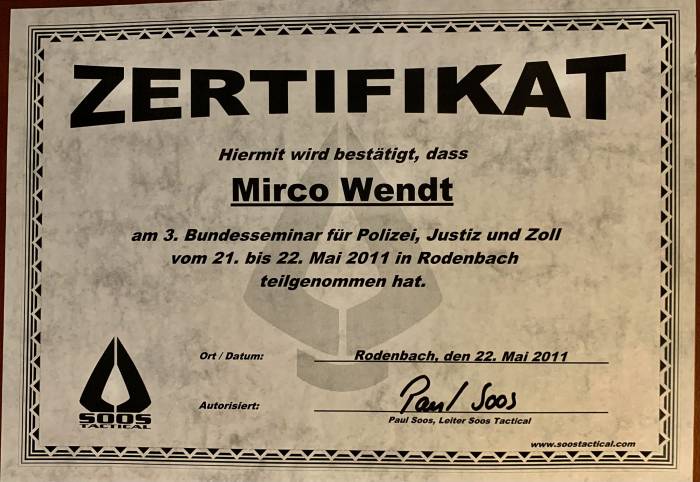 ZERTIFIKAT
Hiermit wird bestätigt, dass
Mirco Wendt
am 3. Bundesseminar für Polizei, Justiz und Zoll
vom 21. bis 22. Mai 2011 in Rodenbach
teilgenommen hat.
Ort / Datum: Rodenbach, den 22. Mai 2011
Autorisiert: Paul Soos
Paul Soos, Leiter Soos Tactical
SOOS
TACTICAL
www.soostactical.com